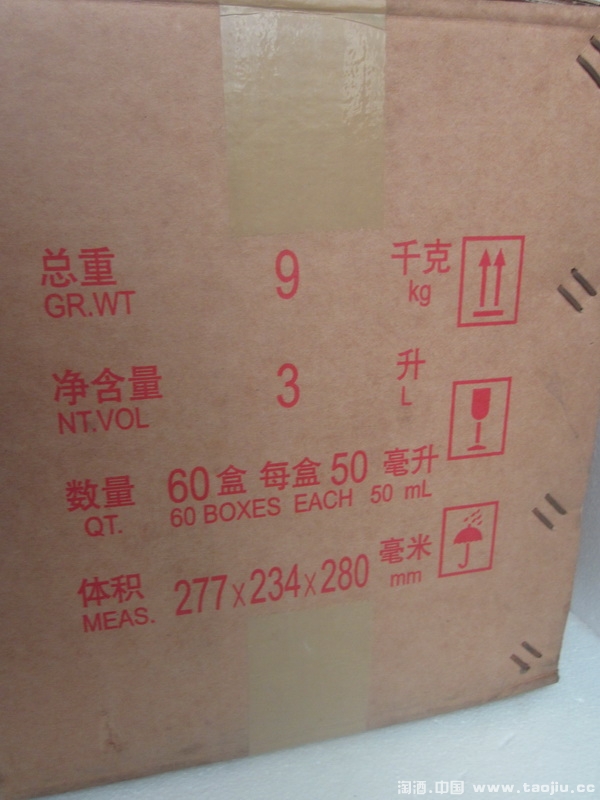 总重 9 千克
GR.WT kg
净含量 3 升
NT.VOL L
数量 60盒 每盒50毫升
QT. 60 BOXES EACH 50 mL
体积 277x234x280 毫米
MEAS. mm
淘酒.中国 www.taojiu.cc